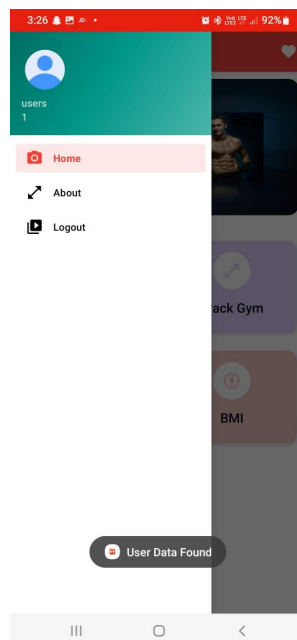 3:26
92%
users
1
Home
About
Logout
ack Gym
BMI
User Data Found